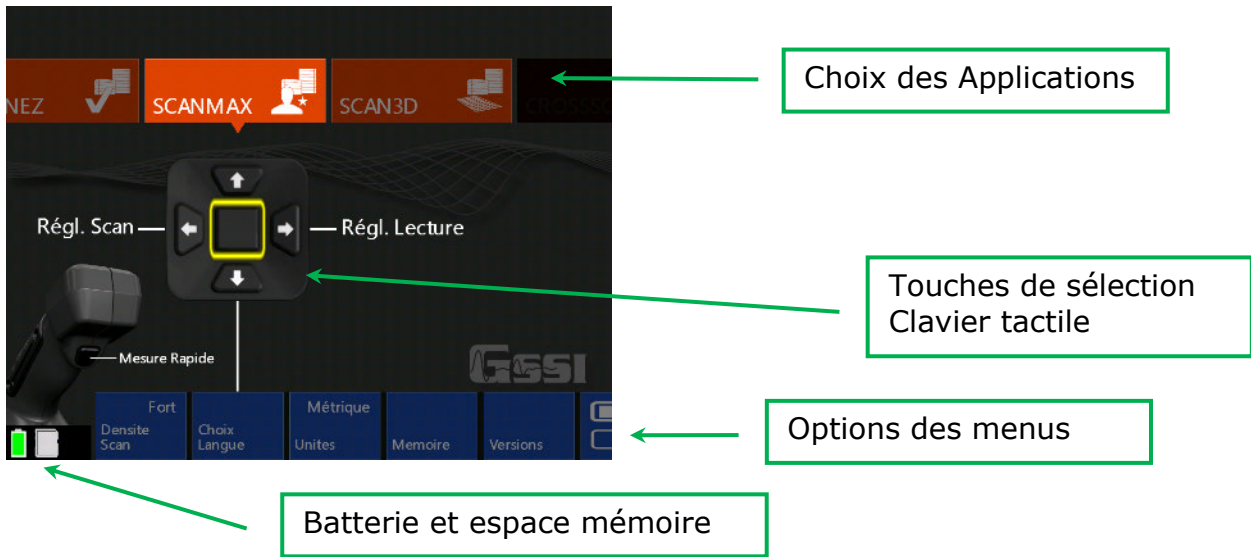 NEZ
SCANMAX
SCAN3D
CROSSSC
Choix des Applications
Régl. Scan
Régl. Lecture
Touches de sélection
Clavier tactile
Mesure Rapide
GSSI
Fort
Densite
Scan
Choix
Langue
Métrique
Unites
Memoire
Versions
Options des menus
Batterie et espace mémoire